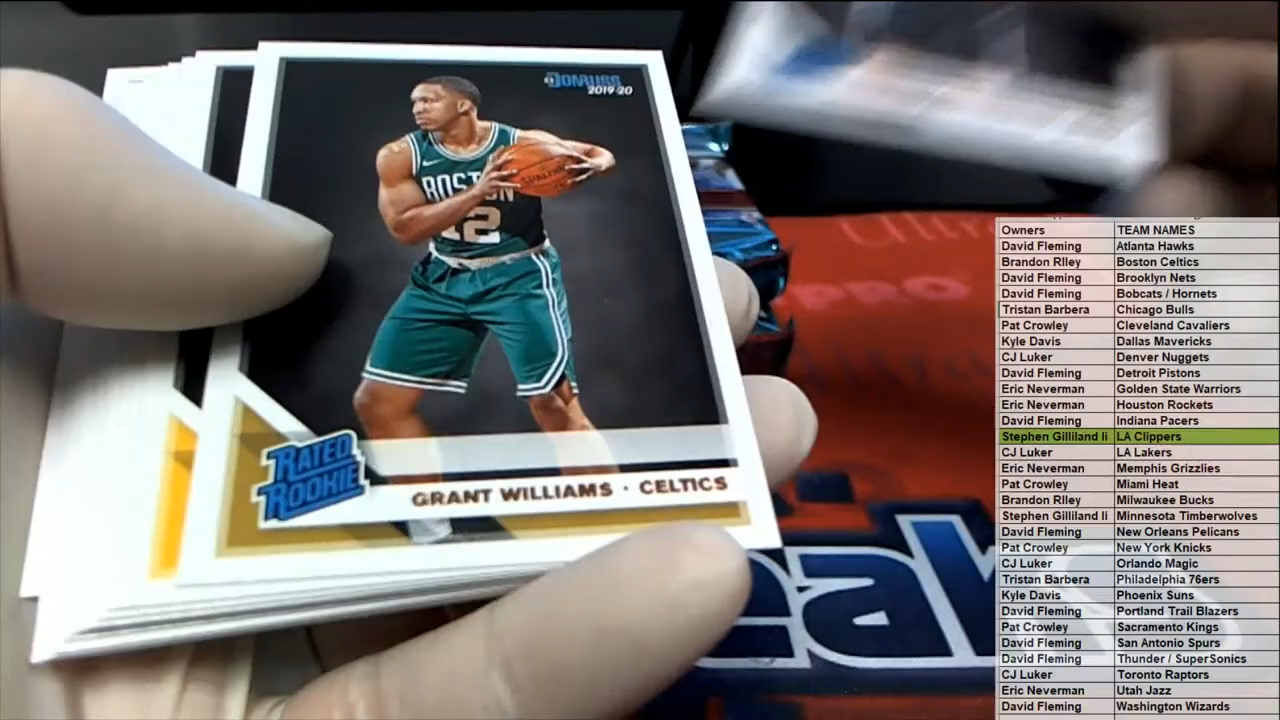 DONRUSS
2019-20
BOSTON
12
SPALDING
RATED
ROOKIE
GRANT WILLIAMS · CELTICS
PRO
eak
Owners TEAM NAMES
David Fleming Atlanta Hawks
Brandon RIley Boston Celtics
David Fleming Brooklyn Nets
David Fleming Bobcats / Hornets
Tristan Barbera Chicago Bulls
Pat Crowley Cleveland Cavaliers
Kyle Davis Dallas Mavericks
CJ Luker Denver Nuggets
David Fleming Detroit Pistons
Eric Neverman Golden State Warriors
Eric Neverman Houston Rockets
David Fleming Indiana Pacers
Stephen Gilliland Ii LA Clippers
CJ Luker LA Lakers
Eric Neverman Memphis Grizzlies
Pat Crowley Miami Heat
Brandon RIley Milwaukee Bucks
Stephen Gilliland Ii Minnesota Timberwolves
David Fleming New Orleans Pelicans
Pat Crowley New York Knicks
CJ Luker Orlando Magic
Tristan Barbera Philadelphia 76ers
Kyle Davis Phoenix Suns
David Fleming Portland Trail Blazers
Pat Crowley Sacramento Kings
David Fleming San Antonio Spurs
David Fleming Thunder / SuperSonics
CJ Luker Toronto Raptors
Eric Neverman Utah Jazz
David Fleming Washington Wizards